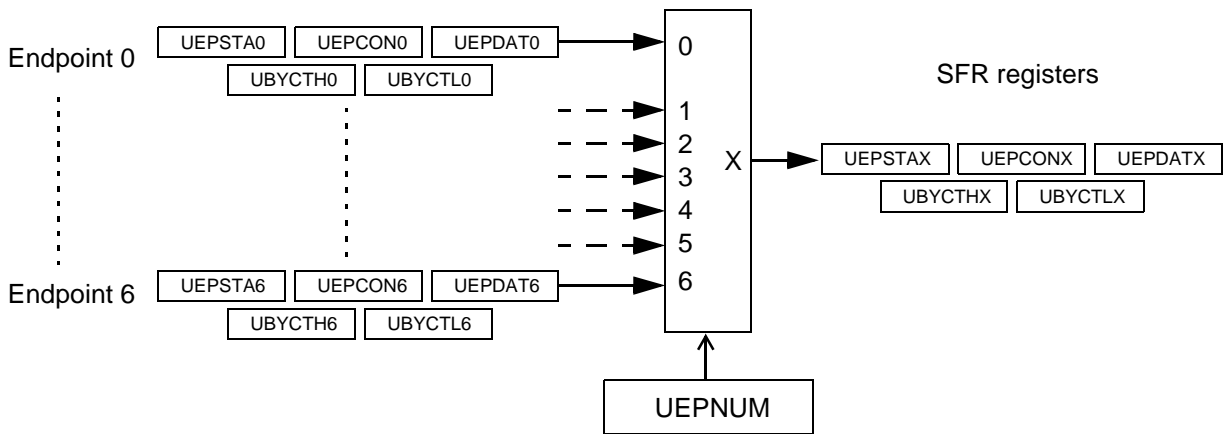 Endpoint 0
UEPSTA0 UEPCON0 UEPDAT0
UBYCTH0 UBYCTL0
0
SFR registers
1
2
3
4
5
6
X
UEPSTAX UEPCONX UEPDATX
UBYCTHX UBYCTLX
Endpoint 6
UEPSTA6 UEPCON6 UEPDAT6
UBYCTH6 UBYCTL6
UEPNUM